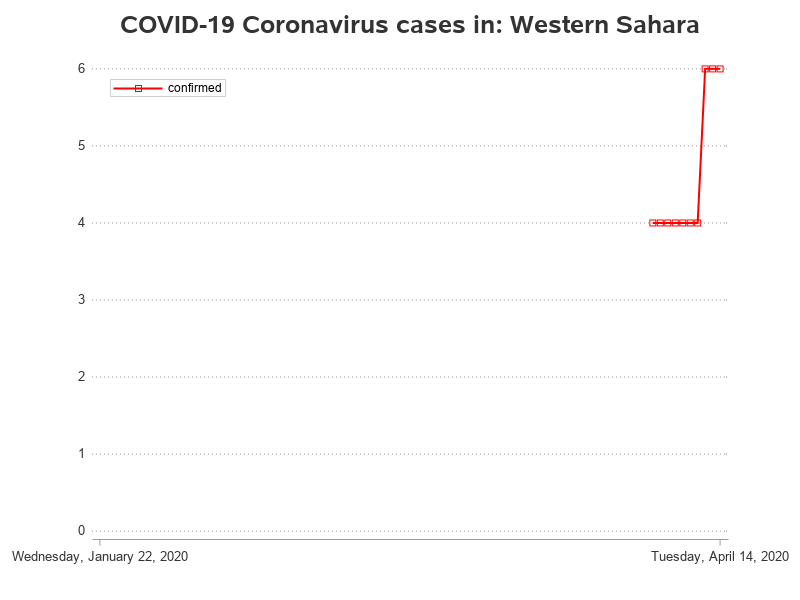 COVID-19 Coronavirus cases in: Western Sahara
6
confirmed
5
4
3
2
1
0
Wednesday, January 22, 2020
Tuesday, April 14, 2020